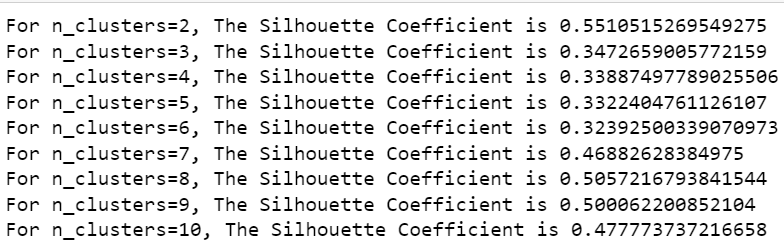 For n_clusters=2, The Silhouette Coefficient is 0.5510515269549275
For n_clusters=3, The Silhouette Coefficient is 0.3472659005772159
For n_clusters=4, The Silhouette Coefficient is 0.33887497789025506
For n_clusters=5, The Silhouette Coefficient is 0.3322404761126107
For n_clusters=6, The Silhouette Coefficient is 0.32392500339070973
For n_clusters=7, The Silhouette Coefficient is 0.46882628384975
For n_clusters=8, The Silhouette Coefficient is 0.5057216793841544
For n_clusters=9, The Silhouette Coefficient is 0.500062200852104
For n_clusters=10, The Silhouette Coefficient is 0.477773737216658